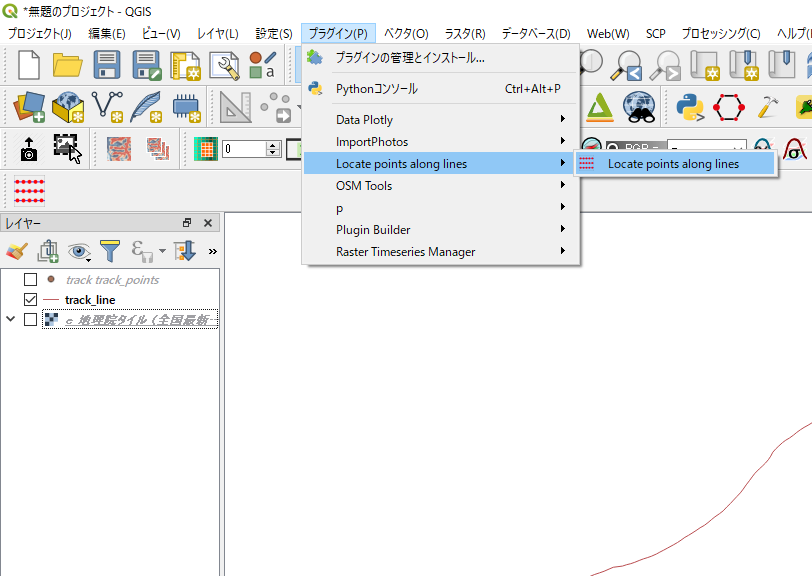 *無題のプロジェクト - QGIS
プロジェクト(J) 編集(E) ビュー(V) レイヤ(L) 設定(S) プラグイン(P) ベクタ(O) ラスタ(R) データベース(D) Web(W) SCP プロセッシング(C) ヘルプ(
プラグインの管理とインストール...
Pythonコンソール Ctrl+Alt+P
Data Plotly
ImportPhotos
Locate points along lines
Locate points along lines
OSM Tools
p
Plugin Builder
Raster Timeseries Manager
a
0
RGB =
σ
レイヤー
ε
»
track track_points
track_line
地理院タイル (全国最新